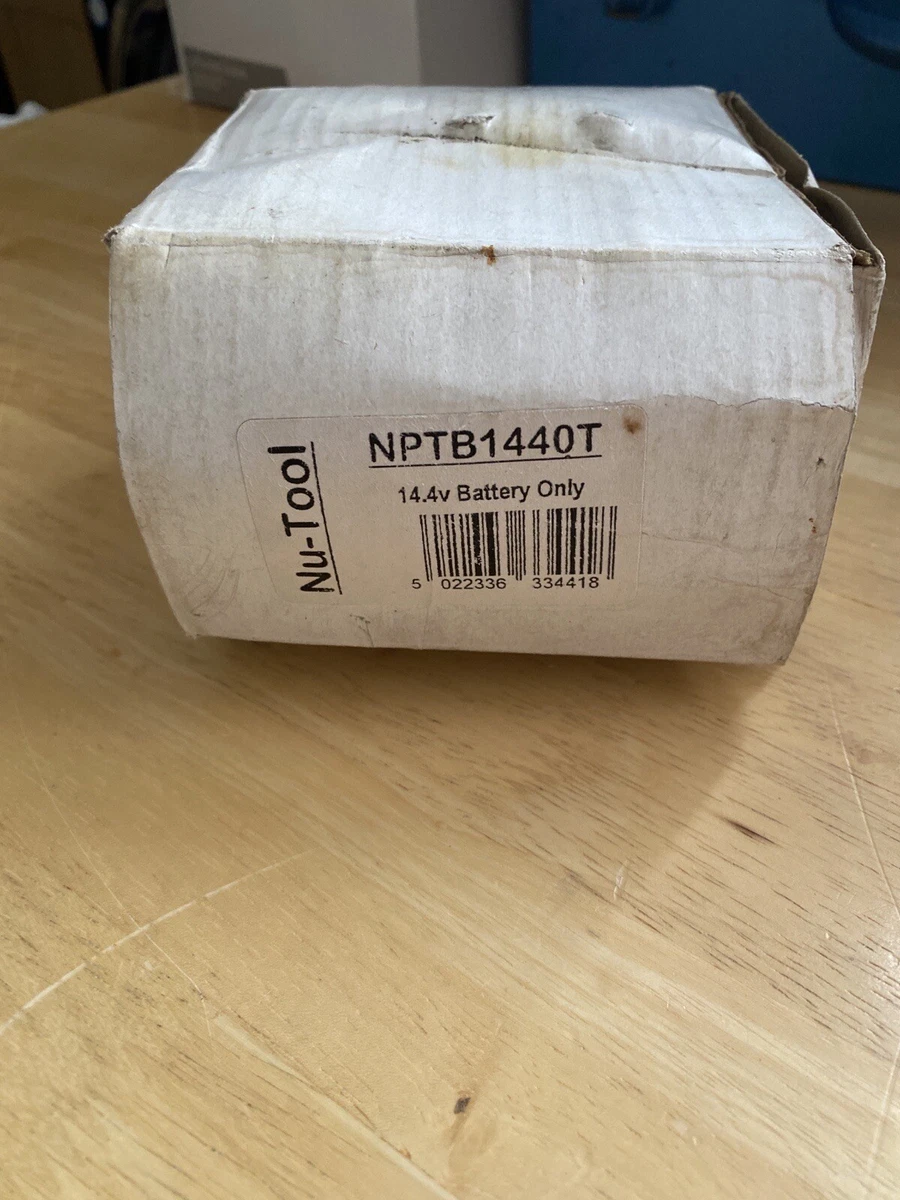 Nu-Tool
NPTB1440T
14.4v Battery Only
5 022336 334418